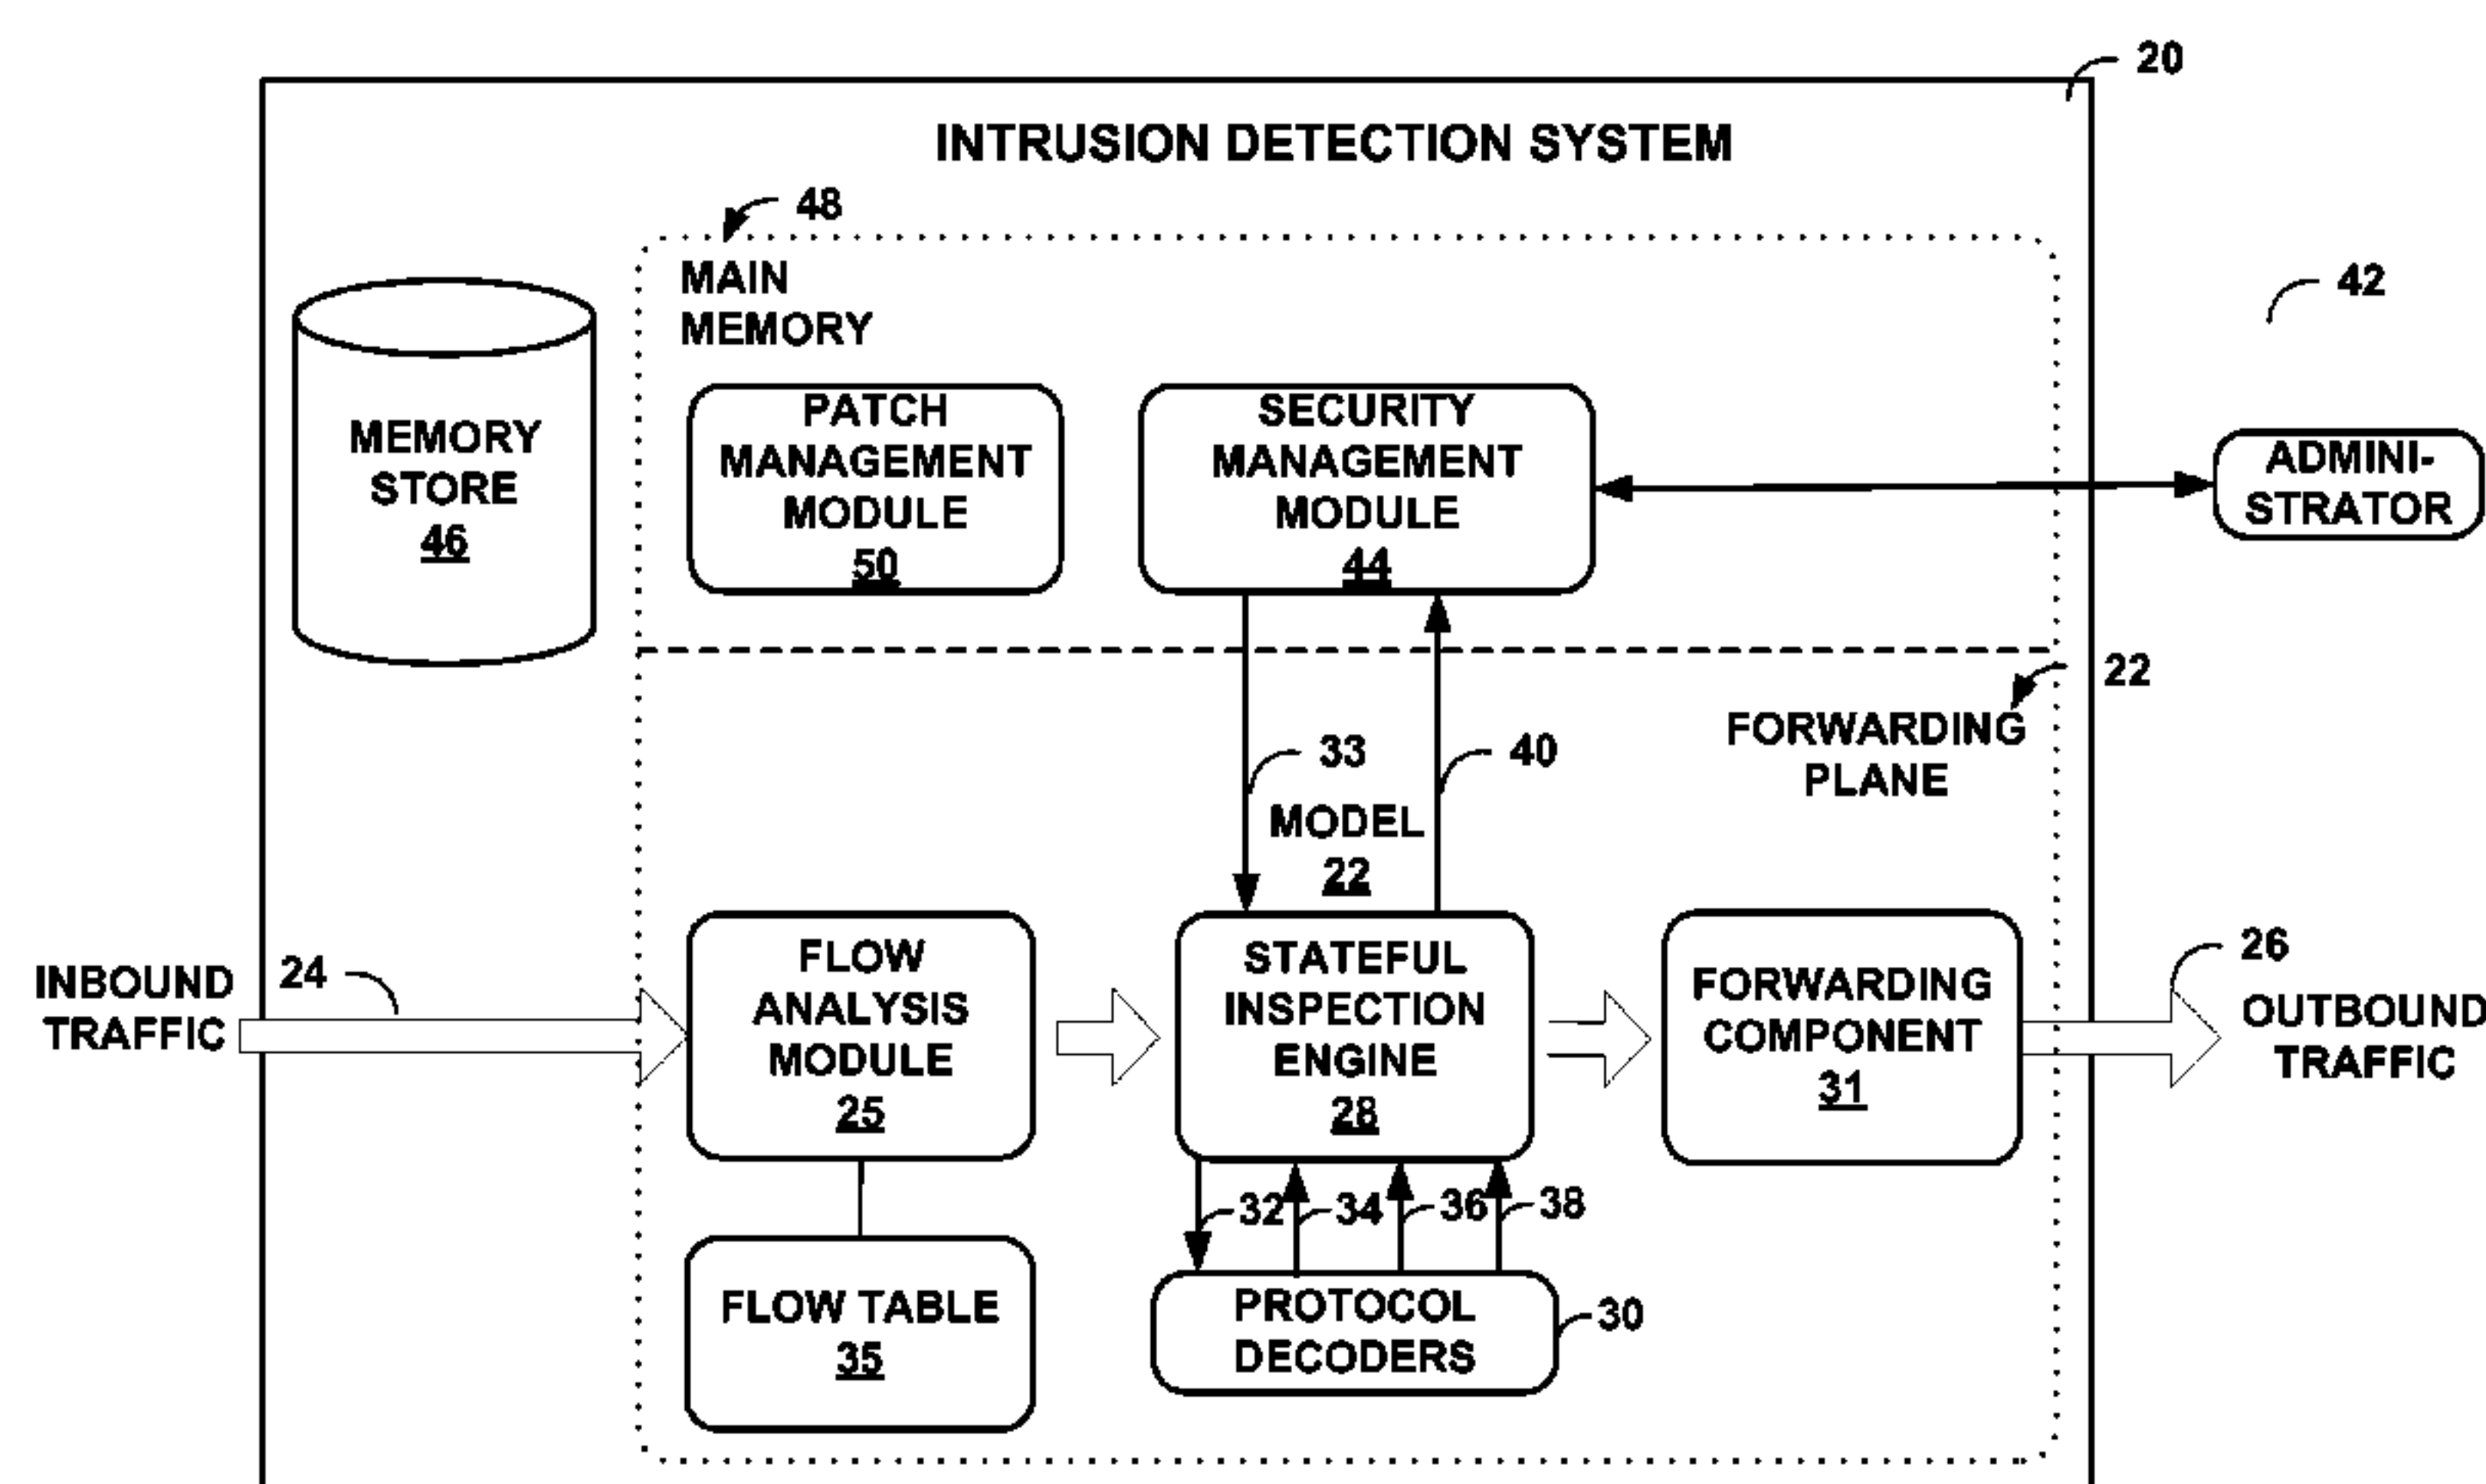 20
INTRUSION DETECTION SYSTEM
48
MAIN
MEMORY
42
MEMORY
STORE
46
PATCH
MANAGEMENT
MODULE
50
SECURITY
MANAGEMENT
MODULE
44
ADMINI-
STRATOR
22
FORWARDING
PLANE
33
40
MODEL
22
INBOUND
TRAFFIC
24
FLOW
ANALYSIS
MODULE
25
STATEFUL
INSPECTION
ENGINE
28
FORWARDING
COMPONENT
31
26
OUTBOUND
TRAFFIC
32
34
36
38
FLOW TABLE
35
PROTOCOL
DECODERS
30